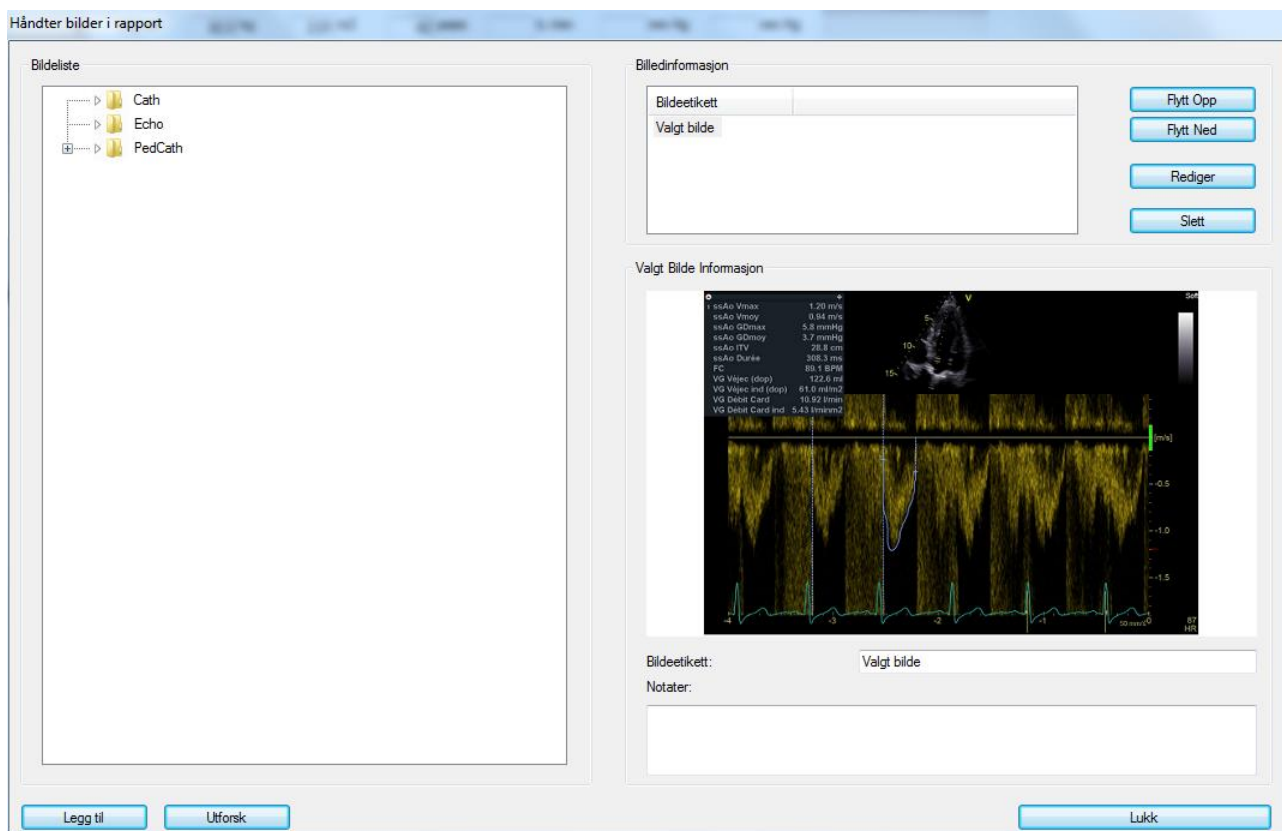 Håndter bilder i rapport
Bildeliste
Cath
Echo
PedCath
Legg til
Utforsk
Billedinformasjon
Bildeetikett
Valgt bilde
Flytt Opp
Flytt Ned
Rediger
Slett
Valgt Bilde Informasjon
ssAo Vmax 1.20 m/s
ssAo Vmoy 0.94 m/s
ssAo GDmax 5.8 mmHg
ssAo GDmoy 3.7 mmHg
ssAo ITV 28.8 cm
ssAo Durée 308.3 ms
FC 89.1 BPM
VG Véjec (dop) 122.6 ml
VG Véjec ind (dop) 61.0 ml/m2
VG Débit Card 10.92 l/min
VG Débit Card ind 5.43 l/minm2
V
5
10
15
[m/s]
-0.5
-1.0
-1.5
-4 -3 -2 -1 0
50 mm/s
87
HR
Bildeetikett: Valgt bilde
Notater:
Lukk